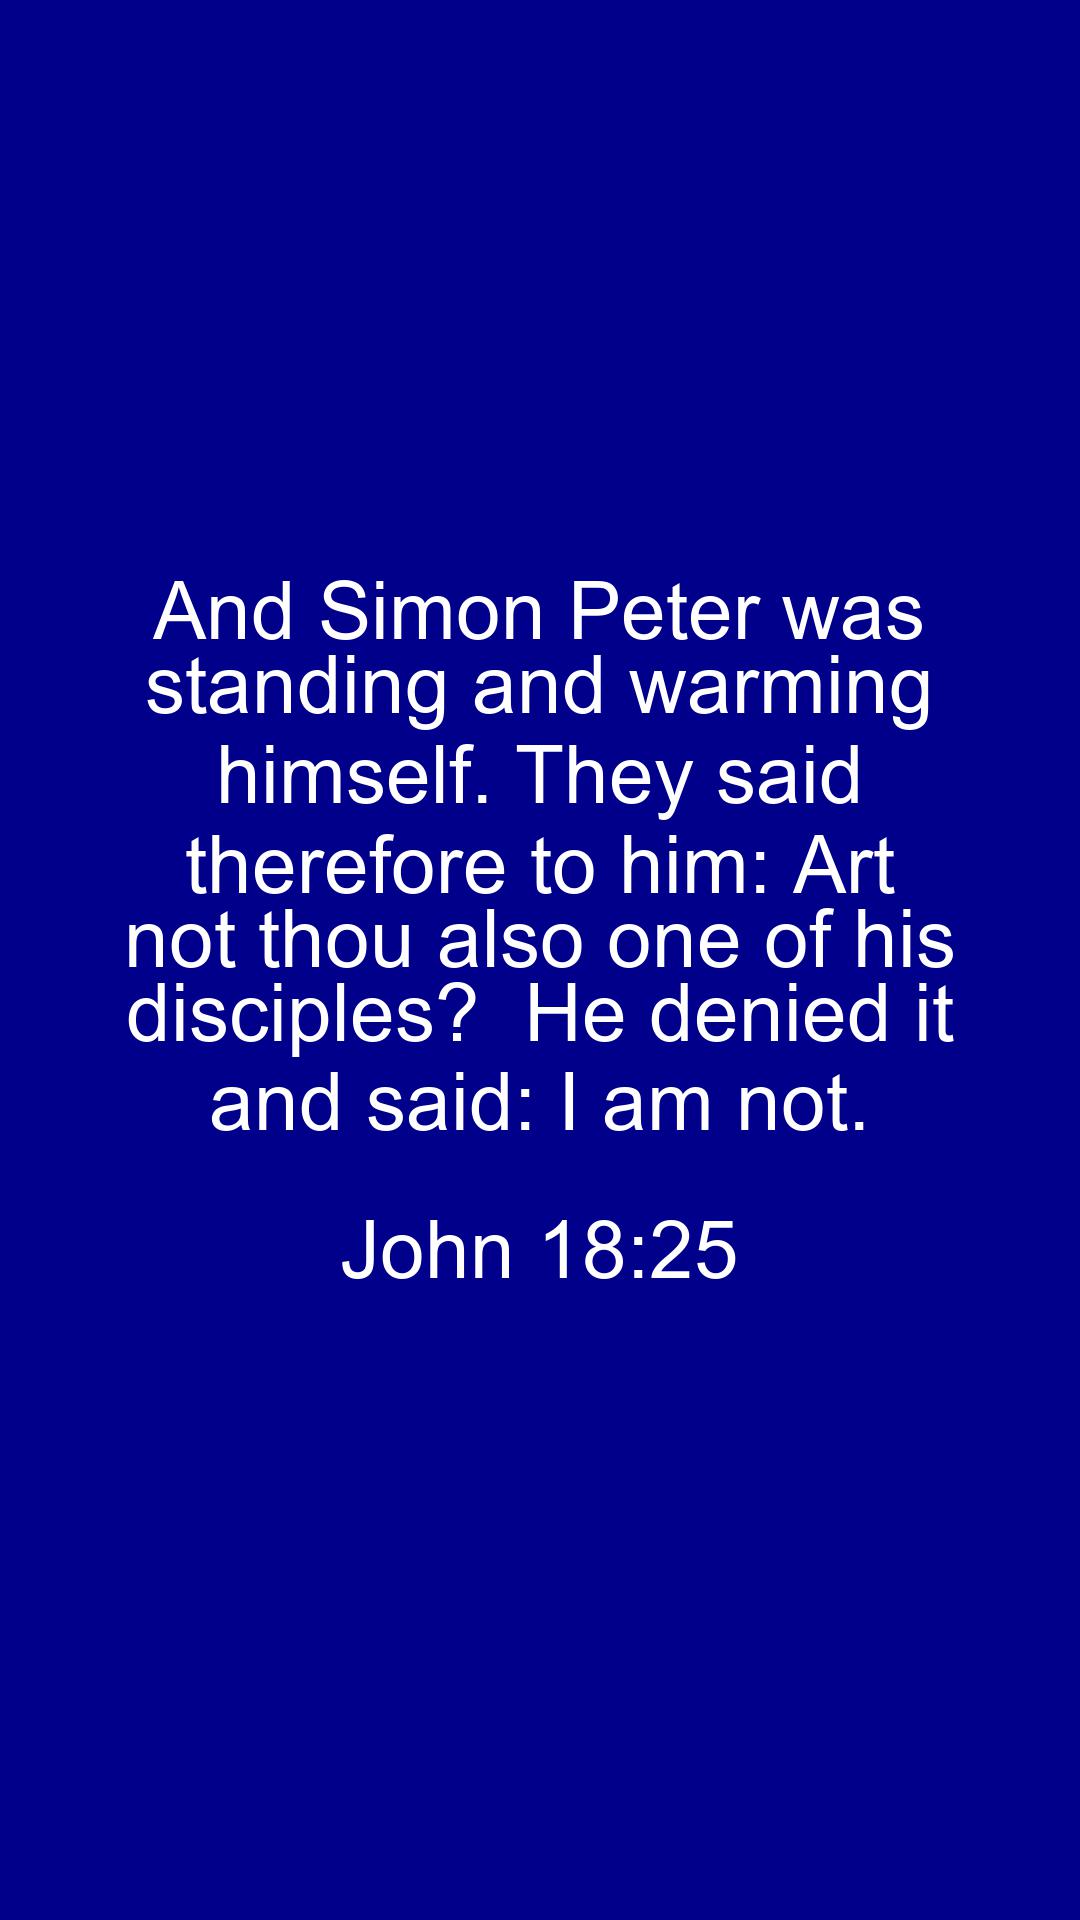 And Simon Peter was
standing and warming
himself. They said
therefore to him: Art
not thou also one of his
disciples?  He denied it
and said: I am not.
John 18:25